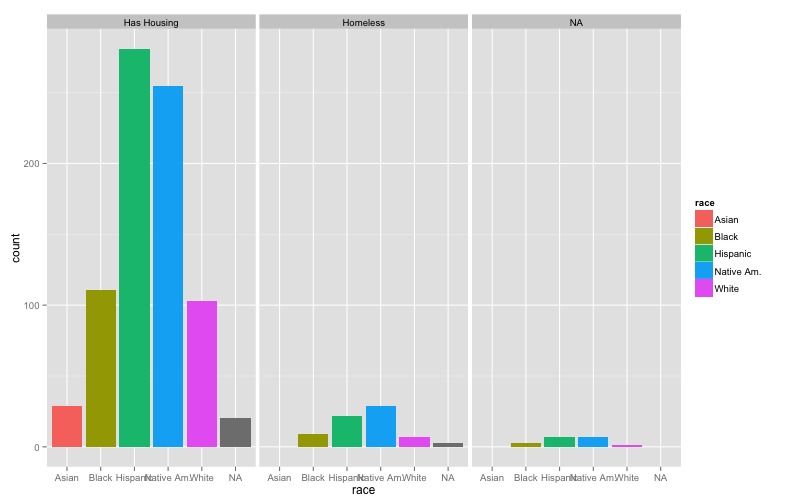 Has Housing Homeless NA
200
100
0
count
Asian Black Hispanic Native Am. White NA Asian Black Hispanic Native Am. White NA Asian Black Hispanic Native Am. White NA
race
race
Asian
Black
Hispanic
Native Am.
White